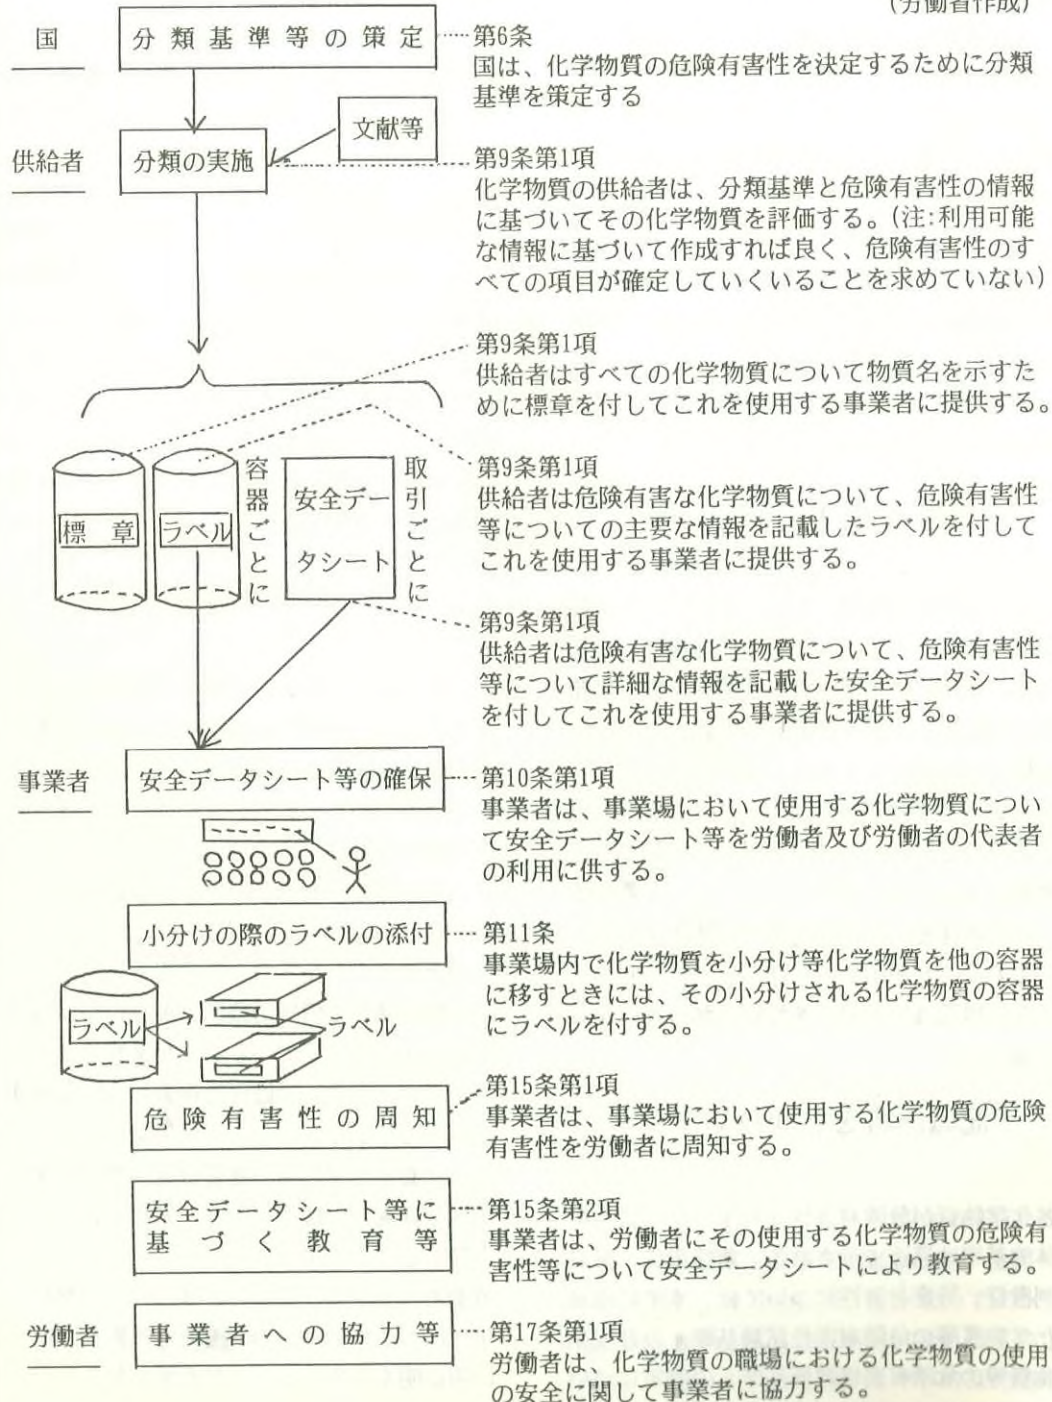 （労働者作成）
国
分類基準等の策定
第6条
国は、化学物質の危険有害性を決定するために分類
基準を策定する
文献等
供給者
分類の実施
第9条第1項
化学物質の供給者は、分類基準と危険有害性の情報
に基づいてその化学物質を評価する。(注:利用可能
な情報に基づいて作成すれば良く、危険有害性のす
べての項目が確定していくいることを求めていない)
第9条第1項
供給者はすべての化学物質について物質名を示すた
めに標章を付してこれを使用する事業者に提供する。
標章
ラベル
容器ごとに
安全デー
タシート
取引ごとに
第9条第1項
供給者は危険有害な化学物質について、危険有害性
等についての主要な情報を記載したラベルを付して
これを使用する事業者に提供する。
第9条第1項
供給者は危険有害な化学物質について、危険有害性
等について詳細な情報を記載した安全データシート
を付してこれを使用する事業者に提供する。
事業者
安全データシート等の確保
第10条第1項
事業者は、事業場において使用する化学物質につい
て安全データシート等を労働者及び労働者の代表者
の利用に供する。
小分けの際のラベルの添付
第11条
事業場内で化学物質を小分け等化学物質を他の容器
に移すときには、その小分けされる化学物質の容器
にラベルを付する。
ラベル
ラベル
危険有害性の周知
第15条第1項
事業者は、事業場において使用する化学物質の危険
有害性を労働者に周知する。
安全データシート等に
基づく教育等
第15条第2項
事業者は、労働者にその使用する化学物質の危険有
害性等について安全データシートにより教育する。
労働者
事業者への協力等
第17条第1項
労働者は、化学物質の職場における化学物質の使用
の安全に関して事業者に協力する。